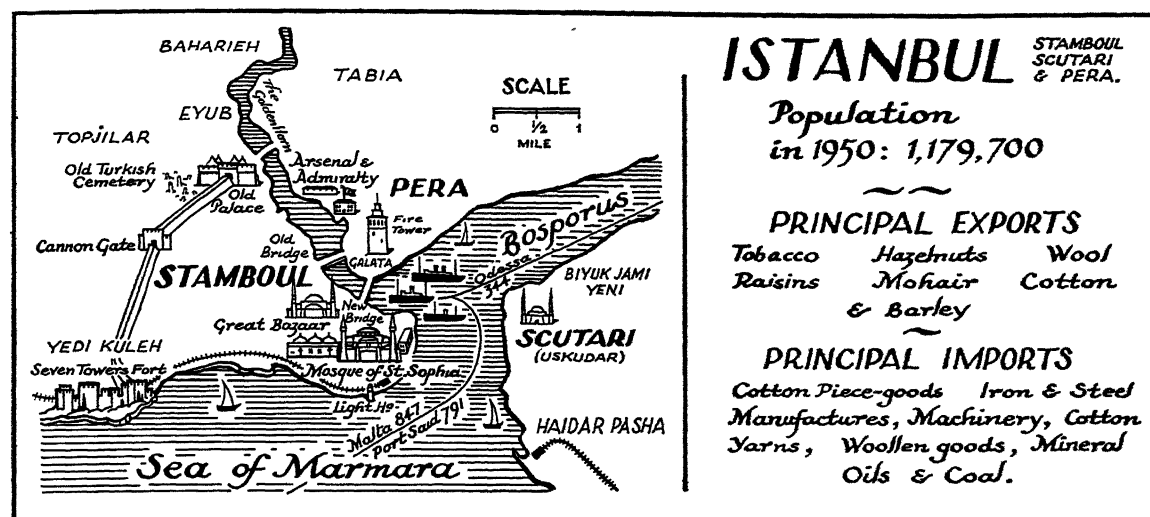 BAHARIEH
TABIA
The Golden Horn
EYUB
TOPJILAR
Old Turkish
Cemetery
Old
Palace
Arsenal &
Admiralty
PERA
Fire
Tower
Cannon Gate
Old
Bridge
GALATA
STAMBOUL
New
Bridge
Great Bazaar
YEDI KULEH
Seven Towers Fort
Mosque of St. Sophia
Light Ho.
Malta 847
Port Said 791
Sea of Marmara
SCALE
0 ½ 1
MILE
Bosporus
Odessa
344
BIYUK JAMI
YENI
SCUTARI
(USKUDAR)
HAIDAR PASHA
ISTANBUL
STAMBOUL
SCUTARI
& PERA.
Population
in 1950: 1,179,700
PRINCIPAL EXPORTS
Tobacco Hazelnuts Wool
Raisins Mohair Cotton
& Barley
PRINCIPAL IMPORTS
Cotton Piece-goods Iron & Steel
Manufactures, Machinery, Cotton
Yarns, Woollen goods, Mineral
Oils & Coal.